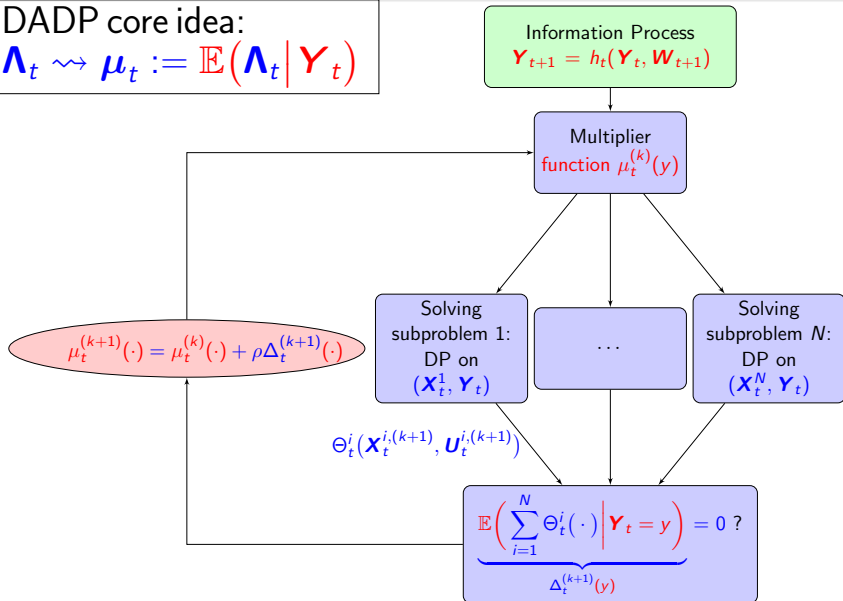 DADP core idea:
𝚲_t ⇝ 𝝁_t := 𝔼(𝚲_t | 𝒀_t)
Information Process
𝒀_{t+1} = h_t(𝒀_t, 𝑾_{t+1})
Multiplier
function μ_t^{(k)}(y)
Solving
subproblem 1:
DP on
(𝑿_t^1, 𝒀_t)
...
Solving
subproblem N:
DP on
(𝑿_t^N, 𝒀_t)
μ_t^{(k+1)}(·) = μ_t^{(k)}(·) + ρΔ_t^{(k+1)}(·)
Θ_t^i(𝑿_t^{i,(k+1)}, 𝑼_t^{i,(k+1)})
𝔼( ∑_{i=1}^{N} Θ_t^i(·) | 𝒀_t = y ) = 0 ?
Δ_t^{(k+1)}(y)